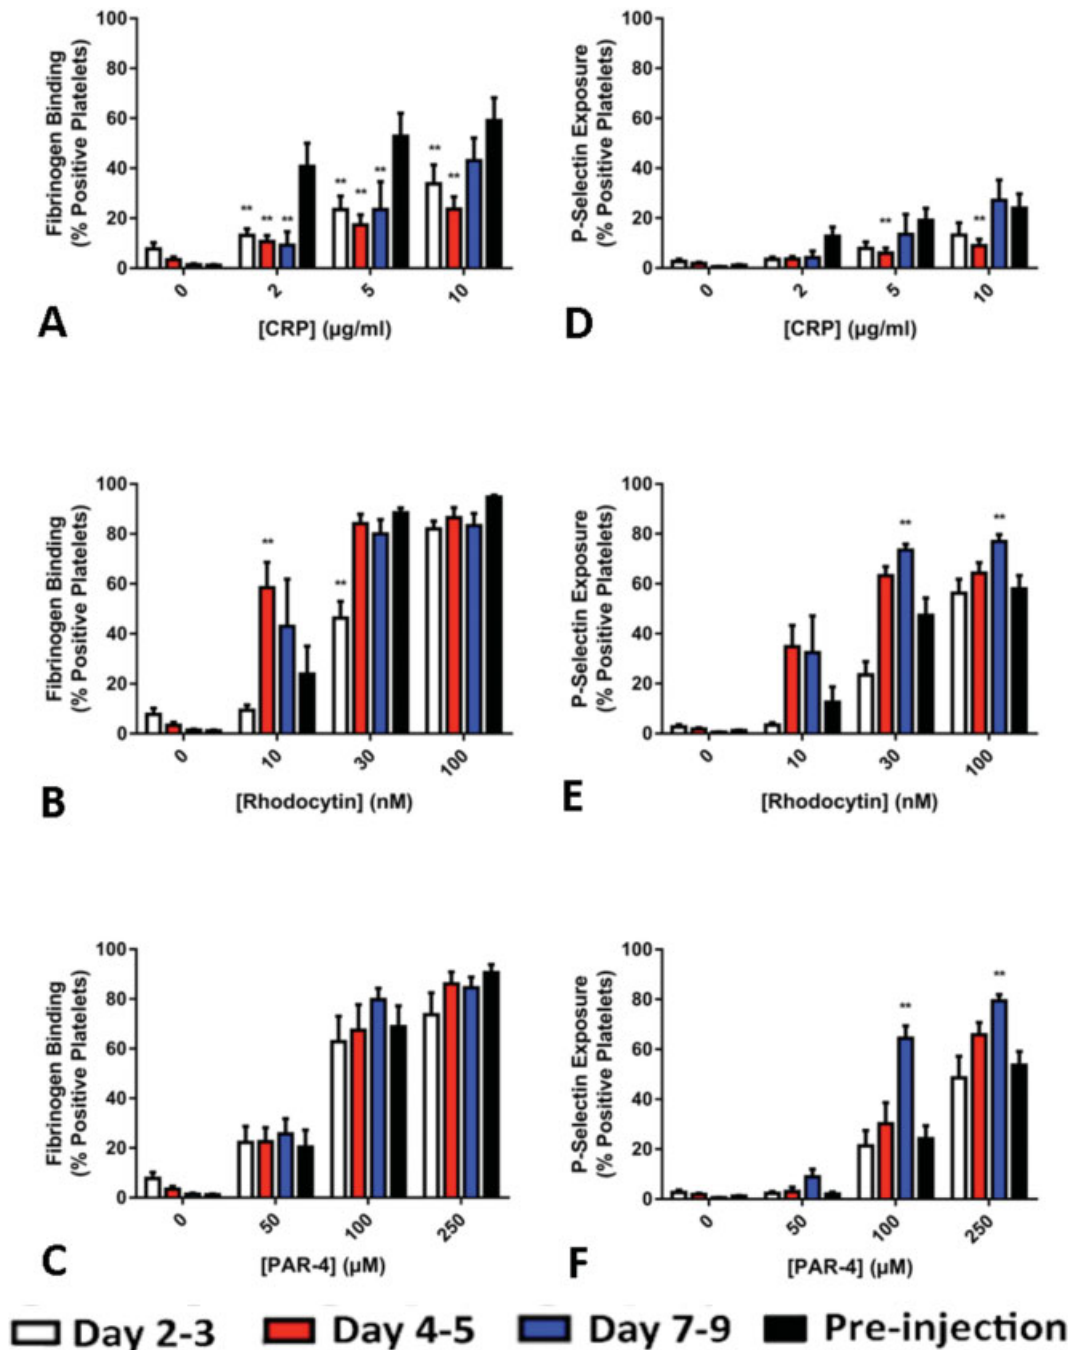 Fibrinogen Binding
(% Positive Platelets)
100
80
60
40
20
0
** ** **
** ** **
** **
0 2 5 10
[CRP] (µg/ml)
A
P-Selectin Exposure
(% Positive Platelets)
100
80
60
40
20
0
**
**
0 2 5 10
[CRP] (µg/ml)
D
Fibrinogen Binding
(% Positive Platelets)
100
80
60
40
20
0
**
**
0 10 30 100
[Rhodocytin] (nM)
B
P-Selectin Exposure
(% Positive Platelets)
100
80
60
40
20
0
**
**
0 10 30 100
[Rhodocytin] (nM)
E
Fibrinogen Binding
(% Positive Platelets)
100
80
60
40
20
0
0 50 100 250
[PAR-4] (µM)
C
P-Selectin Exposure
(% Positive Platelets)
100
80
60
40
20
0
**
**
0 50 100 250
[PAR-4] (µM)
F
Day 2-3 Day 4-5 Day 7-9 Pre-injection